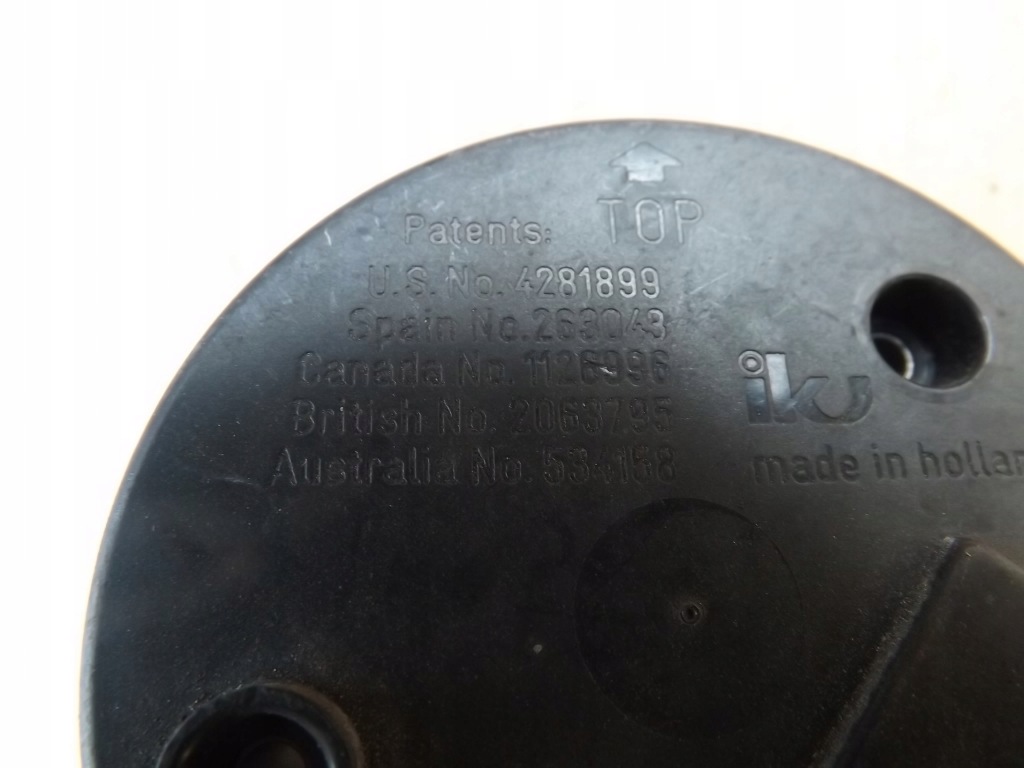 TOP
Patents:
U.S. No. 4281899
Spain No. 263043
Canada No. 1126996
British No. 2063795
Australia No. 534158
iku
made in hollan